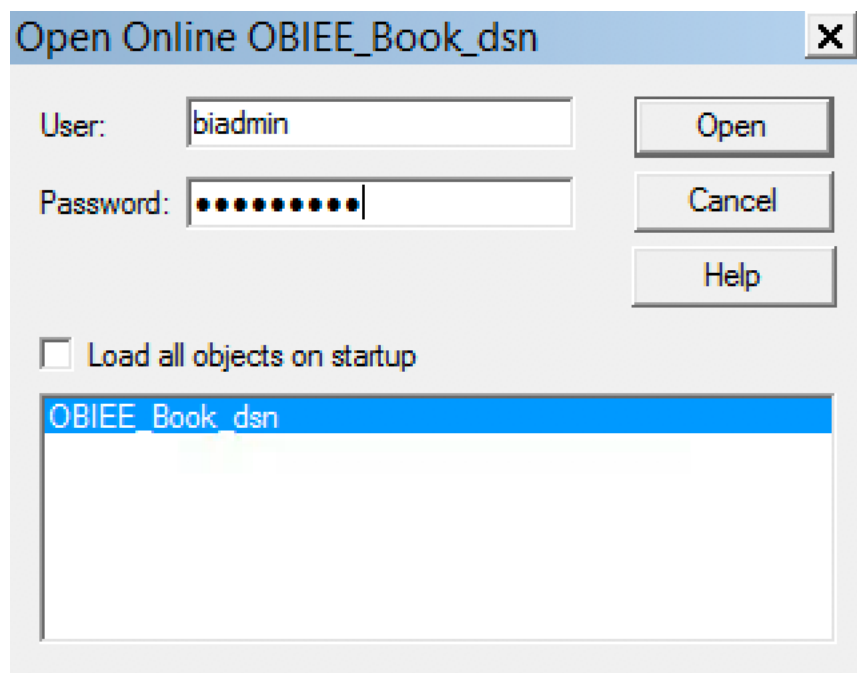 Open Online OBIEE_Book_dsn
User: biadmin Open
Password: ●●●●●●●●● Cancel
Help
Load all objects on startup
OBIEE_Book_dsn